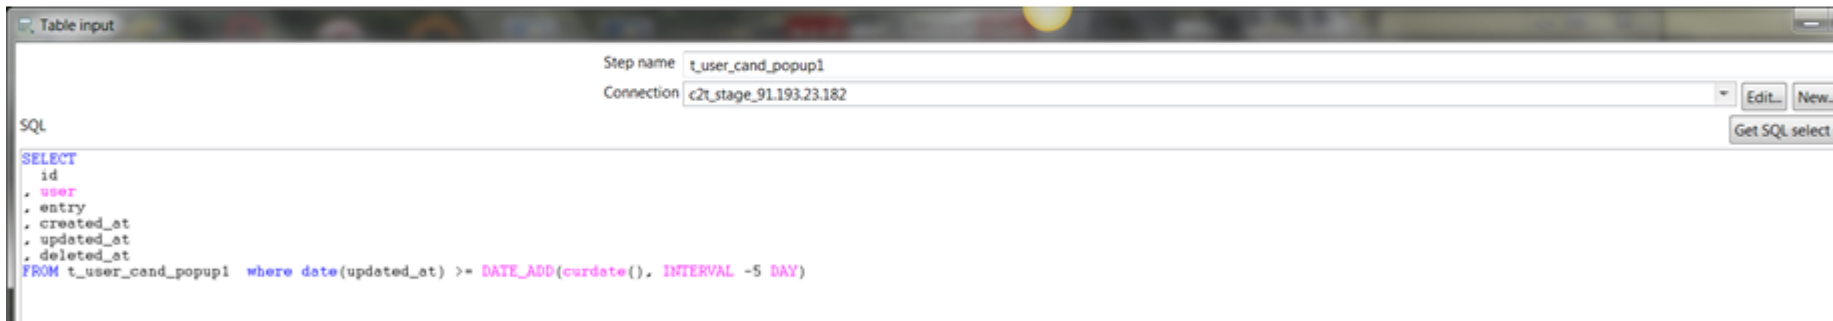 Table input
Step name t_user_cand_popup1
Connection c2t_stage_91.193.23.182
Edit... New..
SQL
Get SQL select
SELECT
id
, user
, entry
, created_at
, updated_at
, deleted_at
FROM t_user_cand_popup1 where date(updated_at) >= DATE_ADD(curdate(), INTERVAL -5 DAY)